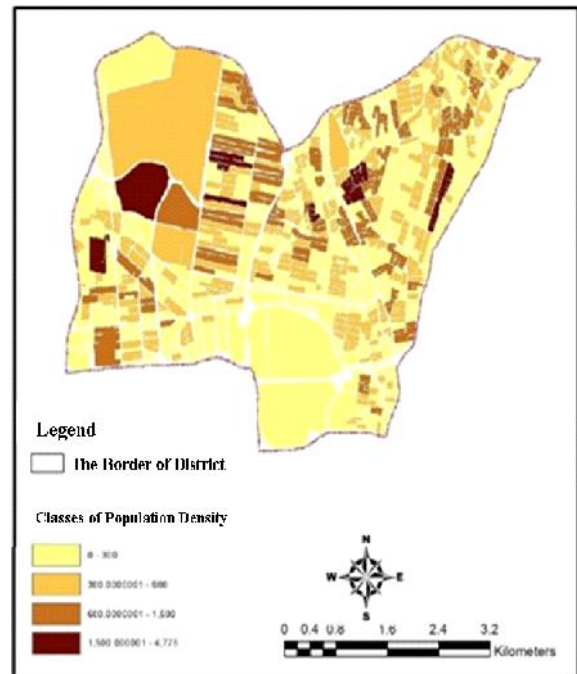 Legend
The Border of District
Classes of Population Density
0 - 300
300.0000001 - 600
600.0000001 - 1,500
1,500.000001 - 4,775
N
W E
S
0 0.4 0.8 1.6 2.4 3.2
Kilometers